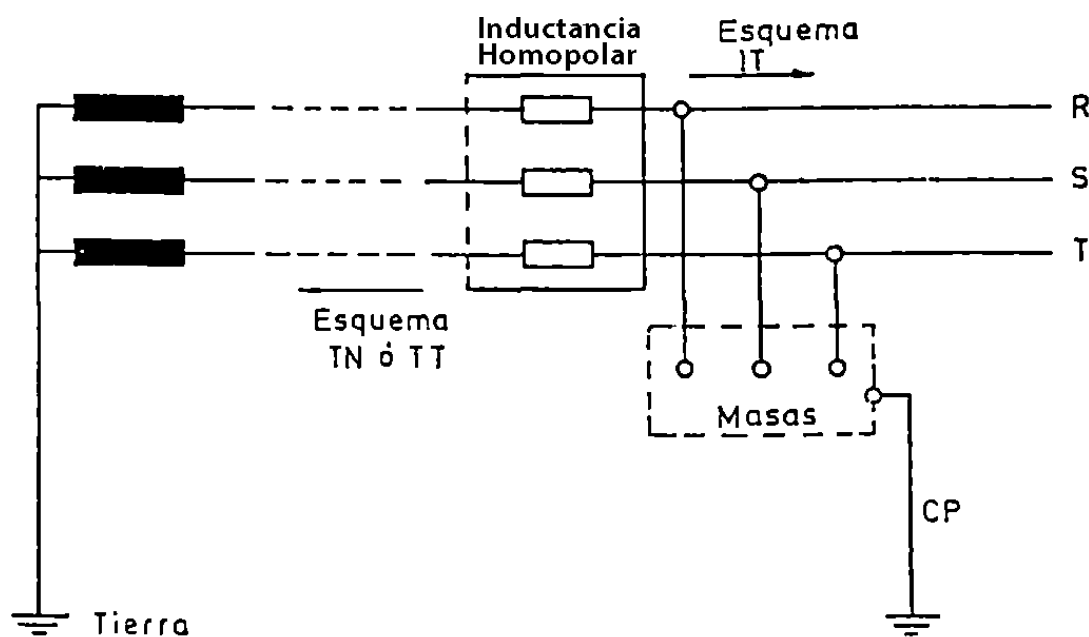 Inductancia
Homopolar
Esquema
IT
R
S
T
Esquema
TN ó TT
Masas
CP
Tierra